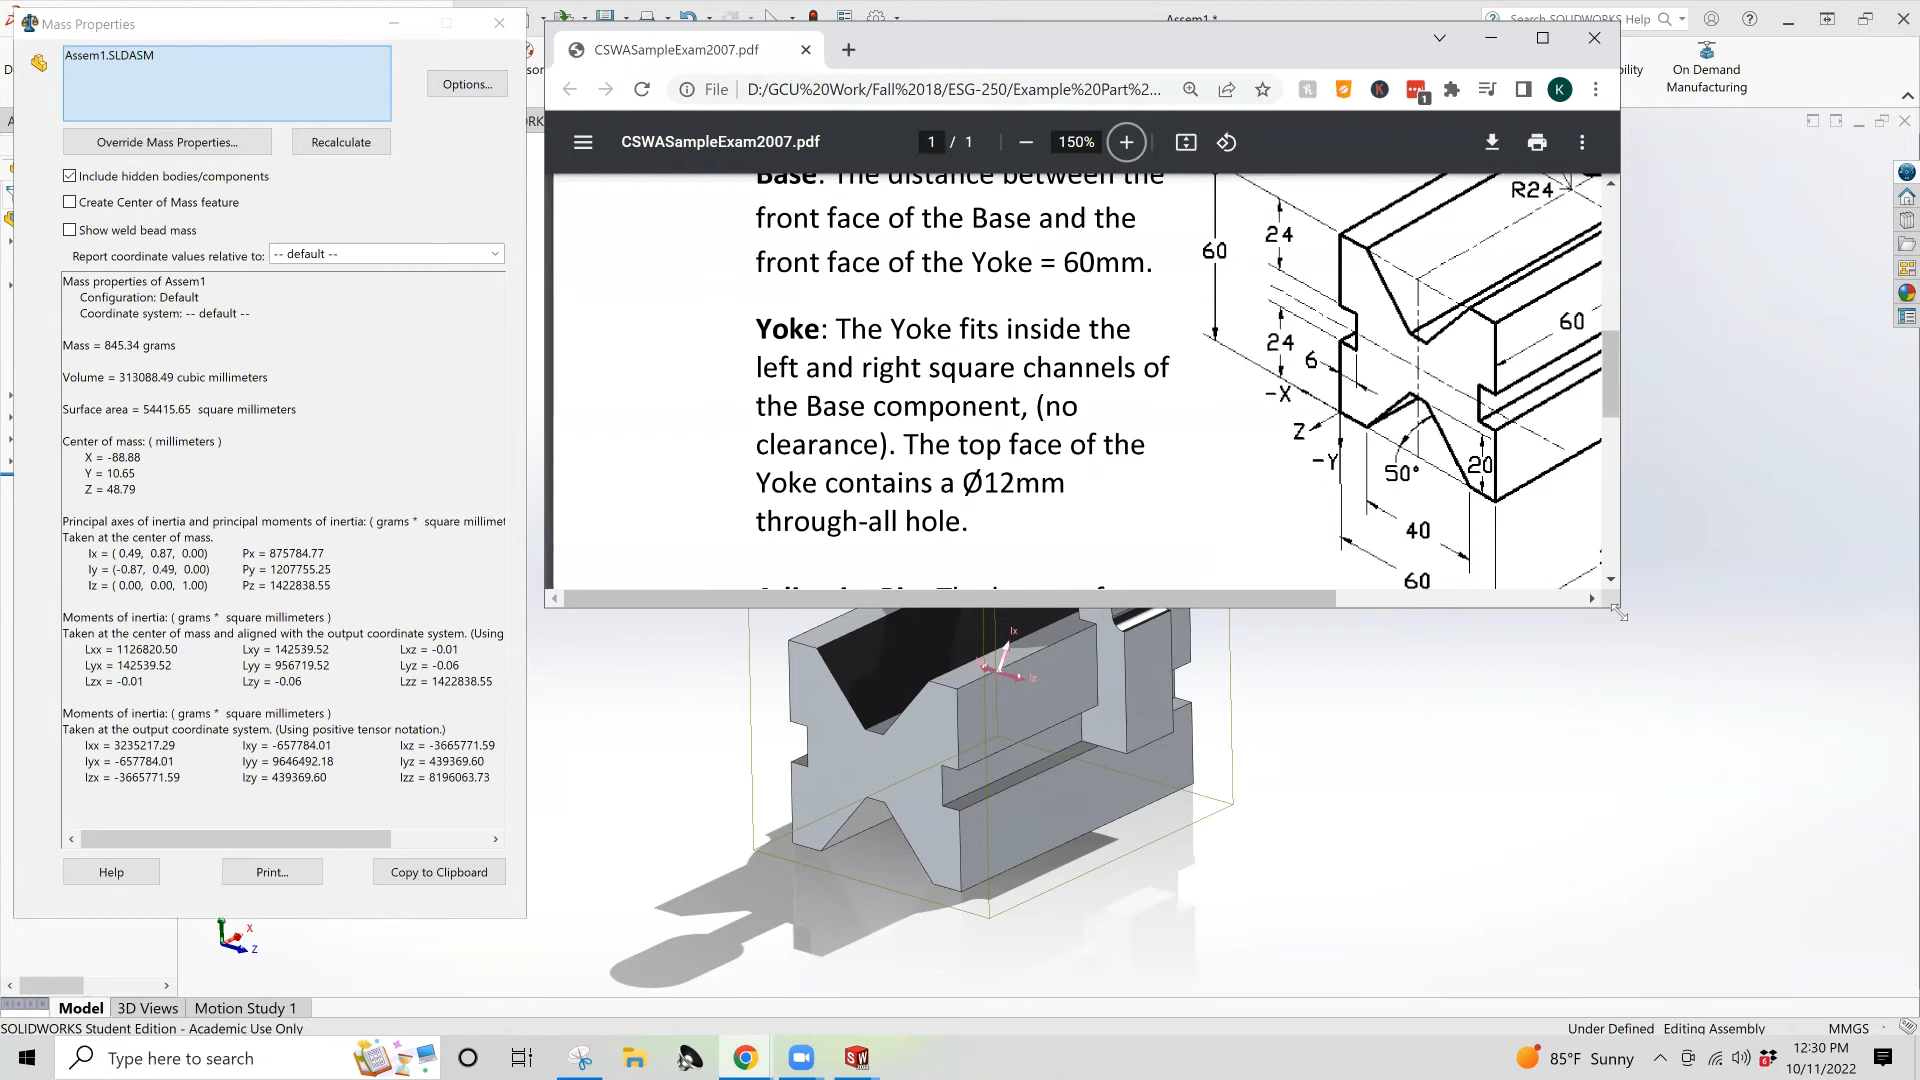 Mass Properties
Assem1.SLDASM
Options...
Override Mass Properties...
Recalculate
Include hidden bodies/components
Create Center of Mass feature
Show weld bead mass
Report coordinate values relative to:
-- default --
Mass properties of Assem1
Configuration: Default
Coordinate system: -- default --
Mass = 845.34 grams
Volume = 313088.49 cubic millimeters
Surface area = 54415.65 square millimeters
Center of mass: ( millimeters )
X = -88.88
Y = 10.65
Z = 48.79
Principal axes of inertia and principal moments of inertia: ( grams * square millimet
Taken at the center of mass.
Ix = ( 0.49, 0.87, 0.00) Px = 875784.77
Iy = (-0.87, 0.49, 0.00) Py = 1207755.25
Iz = ( 0.00, 0.00, 1.00) Pz = 1422838.55
Moments of inertia: ( grams * square millimeters )
Taken at the center of mass and aligned with the output coordinate system. (Using
Lxx = 1126820.50 Lxy = 142539.52 Lxz = -0.01
Lyx = 142539.52 Lyy = 956719.52 Lyz = -0.06
Lzx = -0.01 Lzy = -0.06 Lzz = 1422838.55
Moments of inertia: ( grams * square millimeters )
Taken at the output coordinate system. (Using positive tensor notation.)
Ixx = 3235217.29 Ixy = -657784.01 Ixz = -3665771.59
Iyx = -657784.01 Iyy = 9646492.18 Iyz = 439369.60
Izx = -3665771.59 Izy = 439369.60 Izz = 8196063.73
Help
Print...
Copy to Clipboard
Assem1 *
Search SOLIDWORKS Help
On Demand
Manufacturing
CSWASampleExam2007.pdf
File
D:/GCU%20Work/Fall%2018/ESG-250/Example%20Part%2...
1
K
CSWASampleExam2007.pdf
1 / 1
150%
Base: The distance between the
front face of the Base and the
front face of the Yoke = 60mm.
Yoke: The Yoke fits inside the
left and right square channels of
the Base component, (no
clearance). The top face of the
Yoke contains a Ø12mm
through-all hole.
R24
24
60
60
24
6
-X
Z
-Y
50°
20
40
60
Ix
Iz
X
Z
Model
3D Views
Motion Study 1
SOLIDWORKS Student Edition - Academic Use Only
Under Defined
Editing Assembly
MMGS
Type here to search
85°F Sunny
12:30 PM
10/11/2022